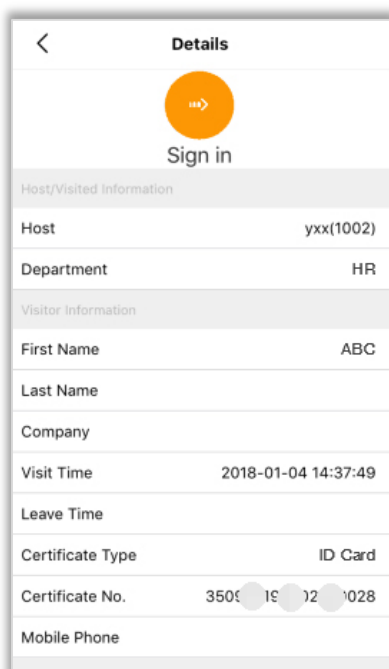 Details
Sign in
Host/Visited Information
Host yxx(1002)
Department HR
Visitor Information
First Name ABC
Last Name
Company
Visit Time 2018-01-04 14:37:49
Leave Time
Certificate Type ID Card
Certificate No.
Mobile Phone